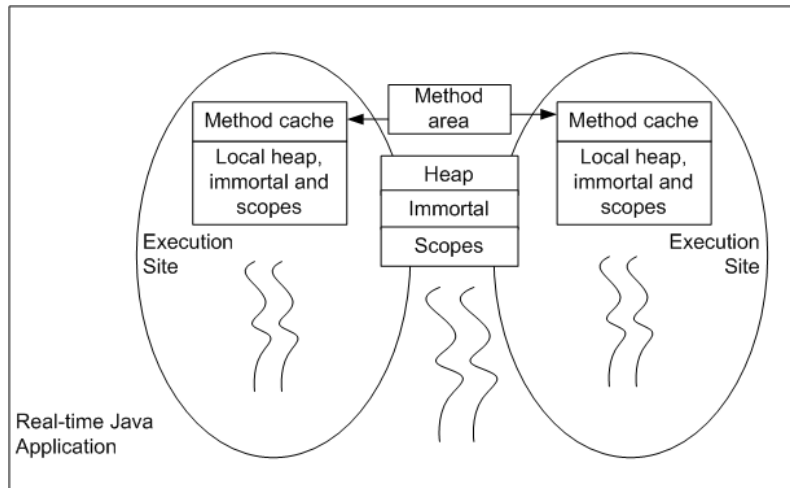 Method
area
Method cache
Local heap,
immortal and
scopes
Execution
Site
Heap
Immortal
Scopes
Method cache
Local heap,
immortal and
scopes
Execution
Site
Real-time Java
Application